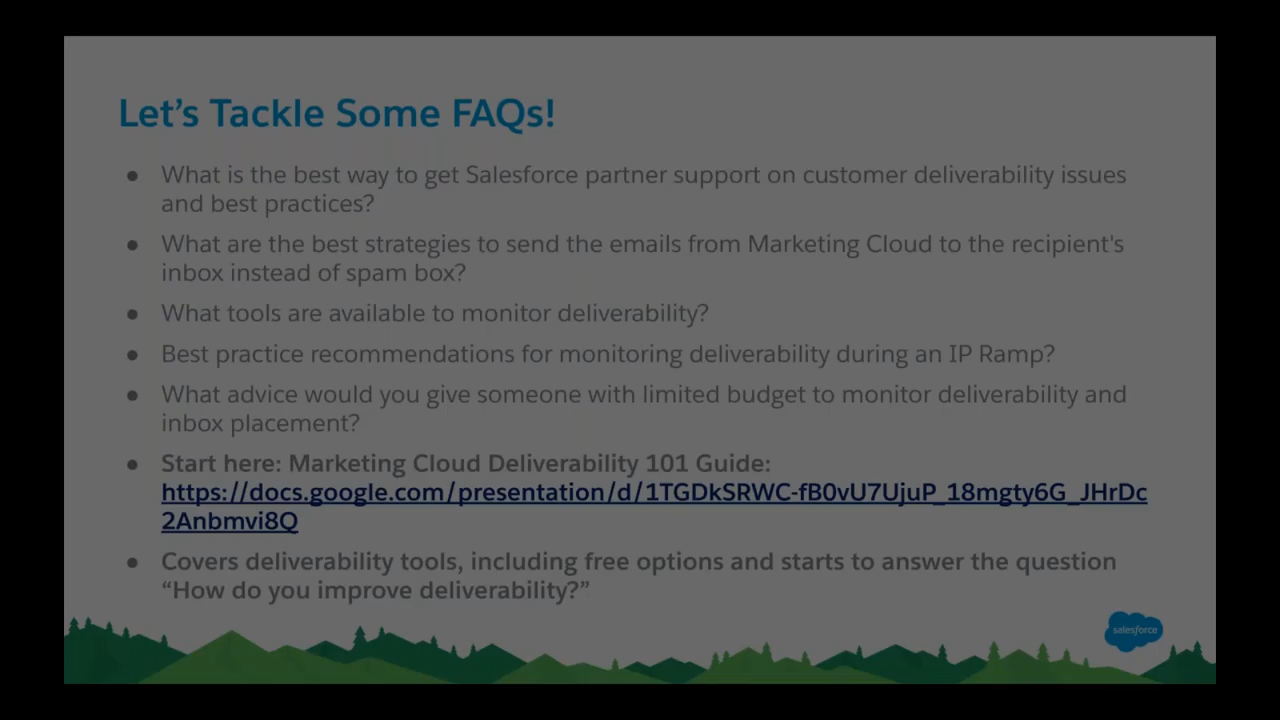 Let's Tackle Some FAQs!
● What is the best way to get Salesforce partner support on customer deliverability issues
and best practices?
● What are the best strategies to send the emails from Marketing Cloud to the recipient's
inbox instead of spam box?
● What tools are available to monitor deliverability?
● Best practice recommendations for monitoring deliverability during an IP Ramp?
● What advice would you give someone with limited budget to monitor deliverability and
inbox placement?
● Start here: Marketing Cloud Deliverability 101 Guide:
https://docs.google.com/presentation/d/1TGDkSRWC-fB0vU7UjuP_18mgty6G_JHrDc
2Anbmvi8Q
● Covers deliverability tools, including free options and starts to answer the question
“How do you improve deliverability?”
salesforce